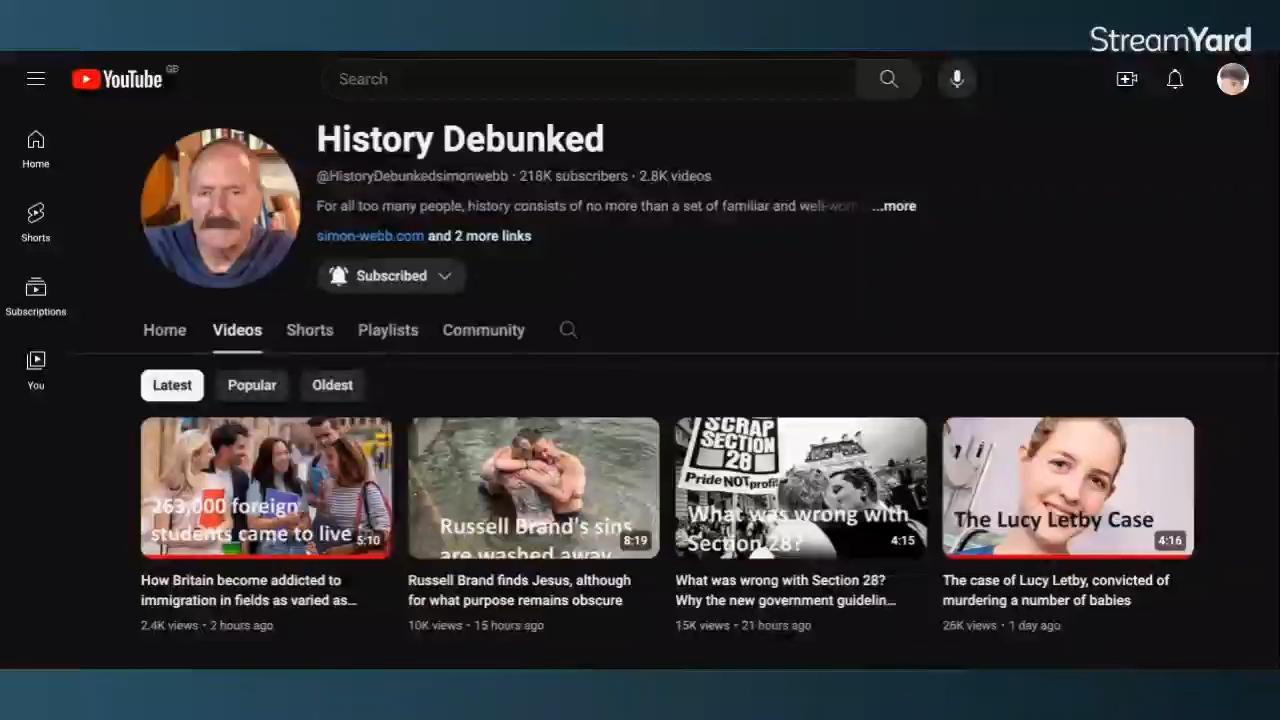 StreamYard
YouTube GB
Search
Home
Shorts
Subscriptions
You
History Debunked
@HistoryDebunkedsimonwebb · 218K subscribers · 2.8K videos
For all too many people, history consists of no more than a set of familiar and well-worn ...more
simon-webb.com and 2 more links
Subscribed
Home Videos Shorts Playlists Community
Latest Popular Oldest
263,000 foreign
students came to live
5:10
How Britain become addicted to
immigration in fields as varied as...
2.4K views · 2 hours ago
Russell Brand's sins
are washed away
8:19
Russell Brand finds Jesus, although
for what purpose remains obscure
10K views · 15 hours ago
SCRAP
SECTION
28
Pride NOT profit
What was wrong with
Section 28?
4:15
What was wrong with Section 28?
Why the new government guidelin...
15K views · 21 hours ago
The Lucy Letby Case
4:16
The case of Lucy Letby, convicted of
murdering a number of babies
26K views · 1 day ago